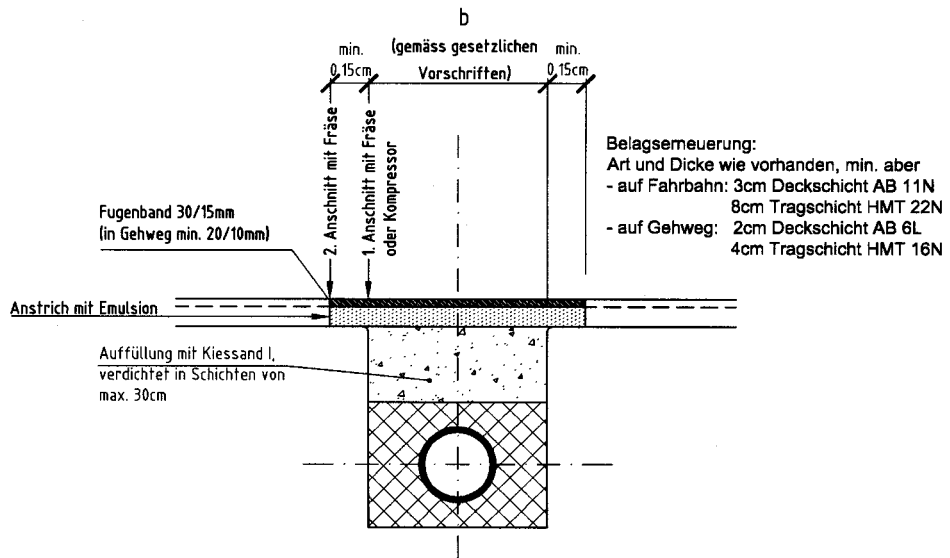 b
min.
0,15cm
(gemäss gesetzlichen
Vorschriften)
min.
0,15cm
2. Anschnitt mit Fräse
1. Anschnitt mit Fräse
oder Kompressor
Belagserneuerung:
Art und Dicke wie vorhanden, min. aber
- auf Fahrbahn: 3cm Deckschicht AB 11N
8cm Tragschicht HMT 22N
- auf Gehweg: 2cm Deckschicht AB 6L
4cm Tragschicht HMT 16N
Fugenband 30/15mm
(in Gehweg min. 20/10mm)
Anstrich mit Emulsion
Auffüllung mit Kiessand I,
verdichtet in Schichten von
max. 30cm